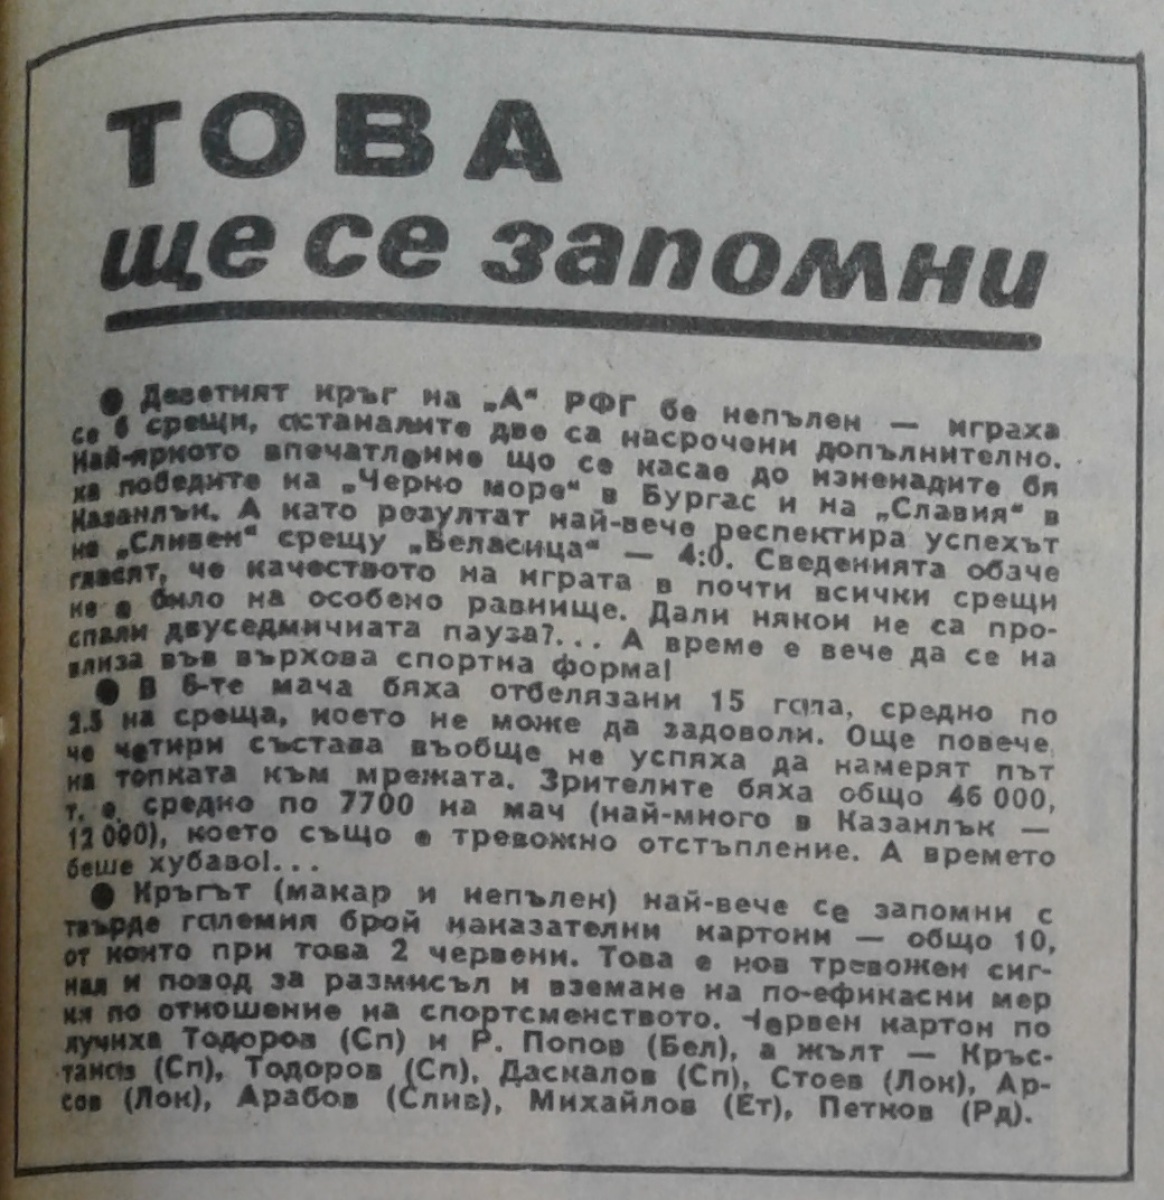 ТОВА
ще се запомни
● Деветният кръг на „А“ РФГ бе непълен — играха
се 6 срещи, останалите две са насрочени допълнително.
Най-яркото впечатление що се касае до изненадите бя
ха победите на „Черно море“ в Бургас и на „Славия“ в
Казанлък. А като резултат най-вече респектира успехът
на „Сливен“ срещу „Беласица“ — 4:0. Сведенията обаче
гласят, че качеството на играта в почти всички срещи
не е било на особено равнище. Дали някои не са про-
спали двуседмичната пауза?... А време е вече да се на
влиза във върхова спортна форма!
● В 6-те мача бяха отбелязани 15 гола, средно по
2.5 на среща, което не може да задоволи. Още повече,
че четири състава въобще не успяха да намерят път
на топката към мрежата. Зрителите бяха общо 46 000,
т. е. средно по 7700 на мач (най-много в Казанлък —
12 000), което също е тревожно отстъпление. А времето
беше хубаво!...
● Кръгът (макар и непълен) най-вече се запомни с
твърде големия брой наказателни картони — общо 10,
от които при това 2 червени. Това е нов тревожен сиг-
нал и повод за размисъл и вземане на по-ефикасни мер
ки по отношение на спортсменството. Червен картон по
лучиха Тодоров (Сп) и Р. Попов (Бел), а жълт — Кръс-
танов (Сп), Тодоров (Сп), Даскалов (Сп), Стоев (Лок), Ар-
сов (Лок), Арабов (Слив), Михайлов (Ет), Петков (Рд).